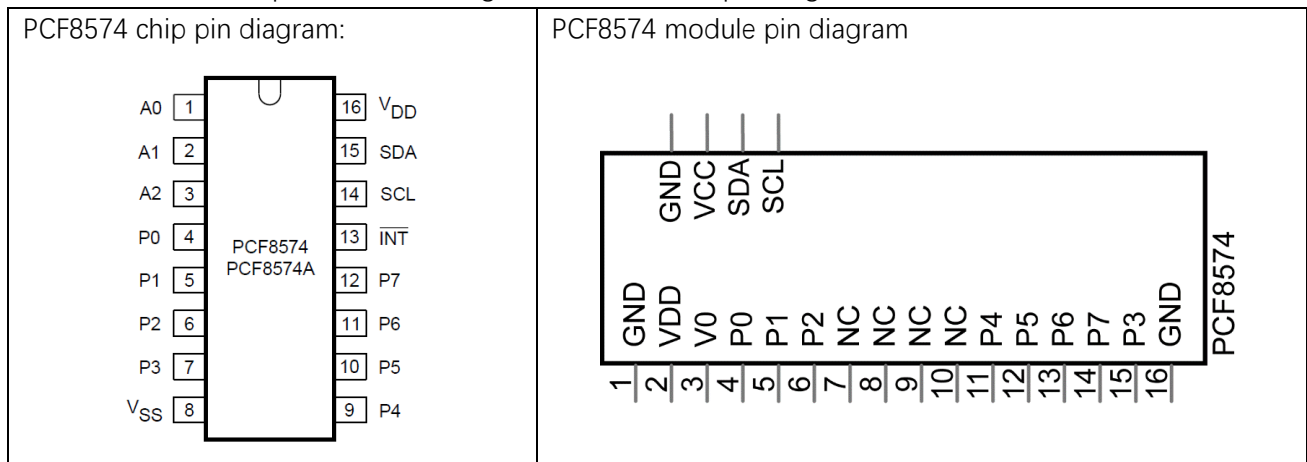 PCF8574 chip pin diagram:
A0 1 16 VDD
A1 2 15 SDA
A2 3 14 SCL
P0 4 13 INT
PCF8574
PCF8574A
P1 5 12 P7
P2 6 11 P6
P3 7 10 P5
VSS 8 9 P4
PCF8574 module pin diagram
GND
VCC
SDA
SCL
GND
VDD
V0
P0
P1
P2
NC
NC
NC
NC
P4
P5
P6
P7
P3
GND
1
2
3
4
5
6
7
8
9
10
11
12
13
14
15
16
PCF8574